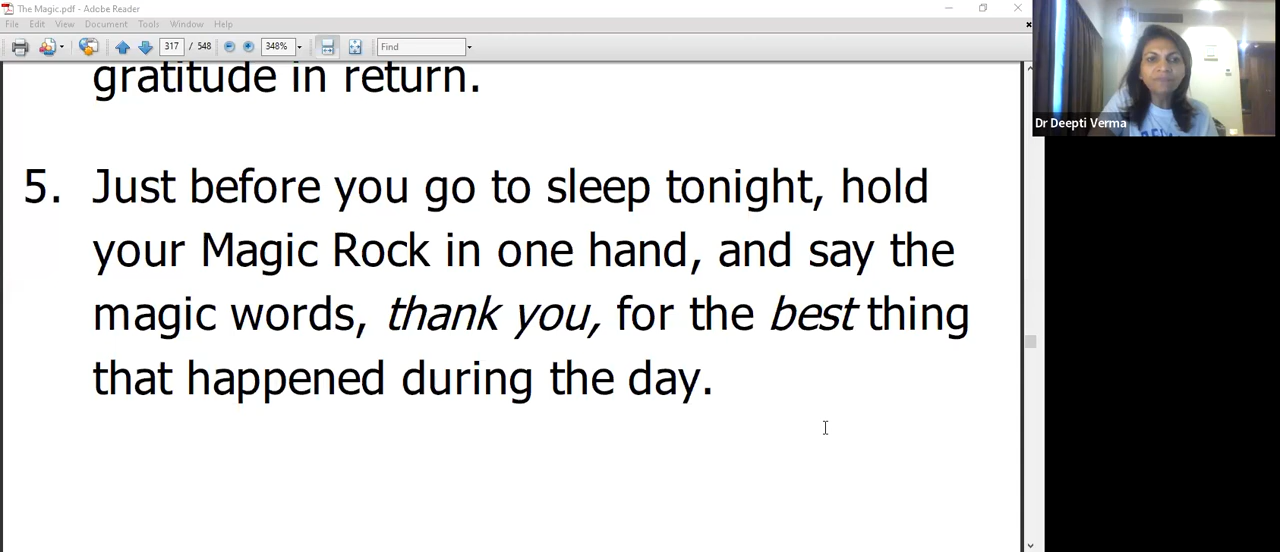 The Magic.pdf - Adobe Reader
File Edit View Document Tools Window Help
317 / 548 348% Find
gratitude in return.
Dr Deepti Verma
5. Just before you go to sleep tonight, hold
your Magic Rock in one hand, and say the
magic words, thank you, for the best thing
that happened during the day.